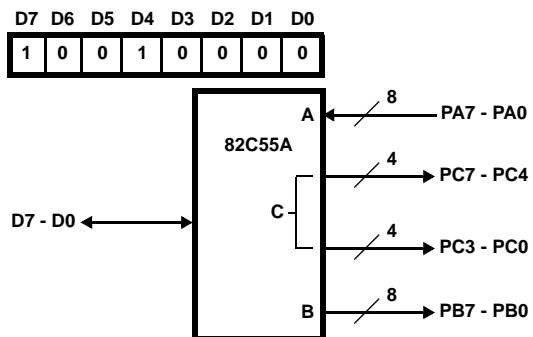 D7 D6 D5 D4 D3 D2 D1 D0
1 0 0 1 0 0 0 0
A 8 PA7 - PA0
82C55A
4 PC7 - PC4
D7 - D0 C
4 PC3 - PC0
B 8 PB7 - PB0